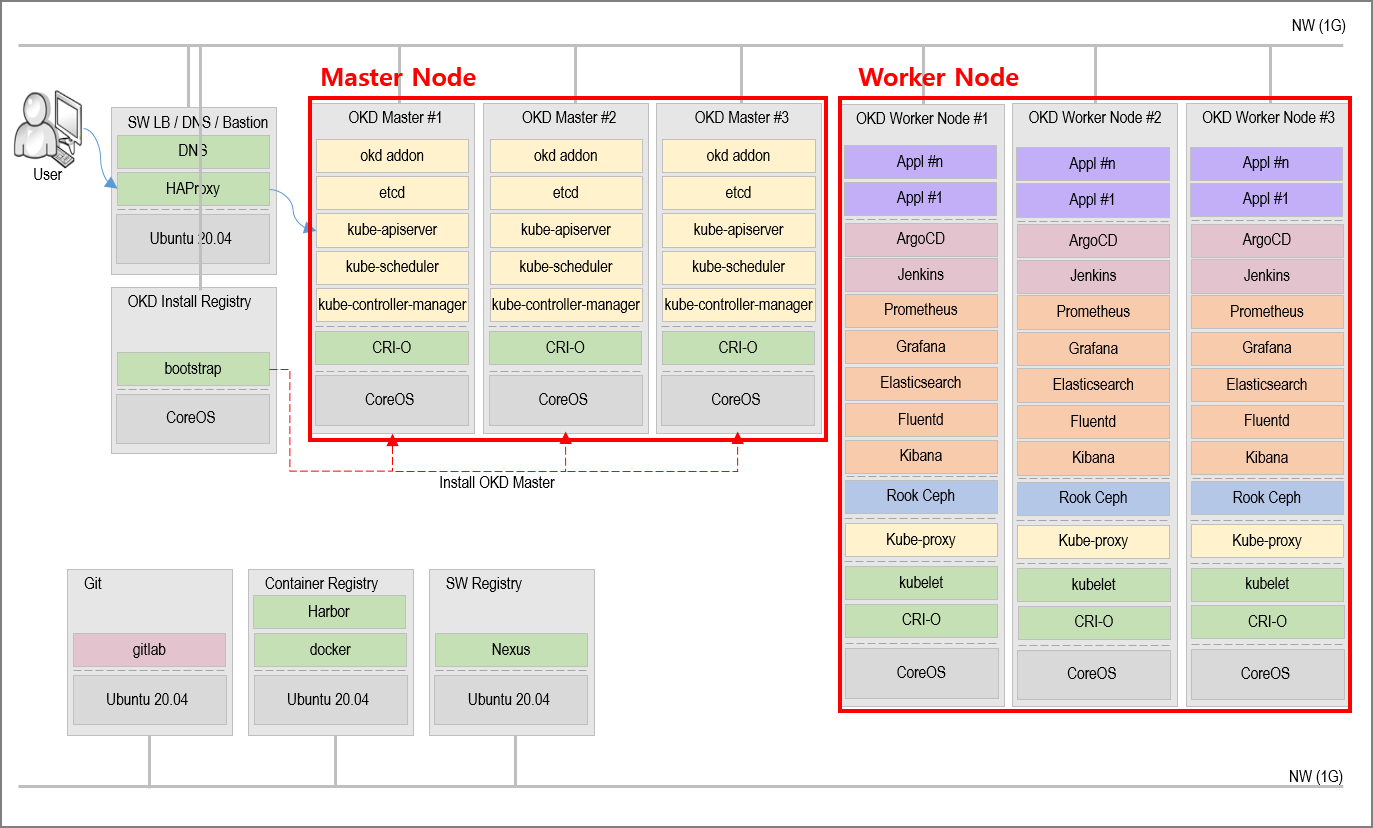 NW (1G)
Master Node
Worker Node
User
SW LB / DNS / Bastion
DNS
HAProxy
Ubuntu 20.04
OKD Install Registry
bootstrap
CoreOS
OKD Master #1
okd addon
etcd
kube-apiserver
kube-scheduler
kube-controller-manager
CRI-O
CoreOS
OKD Master #2
okd addon
etcd
kube-apiserver
kube-scheduler
kube-controller-manager
CRI-O
CoreOS
OKD Master #3
okd addon
etcd
kube-apiserver
kube-scheduler
kube-controller-manager
CRI-O
CoreOS
Install OKD Master
OKD Worker Node #1
Appl #n
Appl #1
ArgoCD
Jenkins
Prometheus
Grafana
Elasticsearch
Fluentd
Kibana
Rook Ceph
Kube-proxy
kubelet
CRI-O
CoreOS
OKD Worker Node #2
Appl #n
Appl #1
ArgoCD
Jenkins
Prometheus
Grafana
Elasticsearch
Fluentd
Kibana
Rook Ceph
Kube-proxy
kubelet
CRI-O
CoreOS
OKD Worker Node #3
Appl #n
Appl #1
ArgoCD
Jenkins
Prometheus
Grafana
Elasticsearch
Fluentd
Kibana
Rook Ceph
Kube-proxy
kubelet
CRI-O
CoreOS
Git
gitlab
Ubuntu 20.04
Container Registry
Harbor
docker
Ubuntu 20.04
SW Registry
Nexus
Ubuntu 20.04
NW (1G)